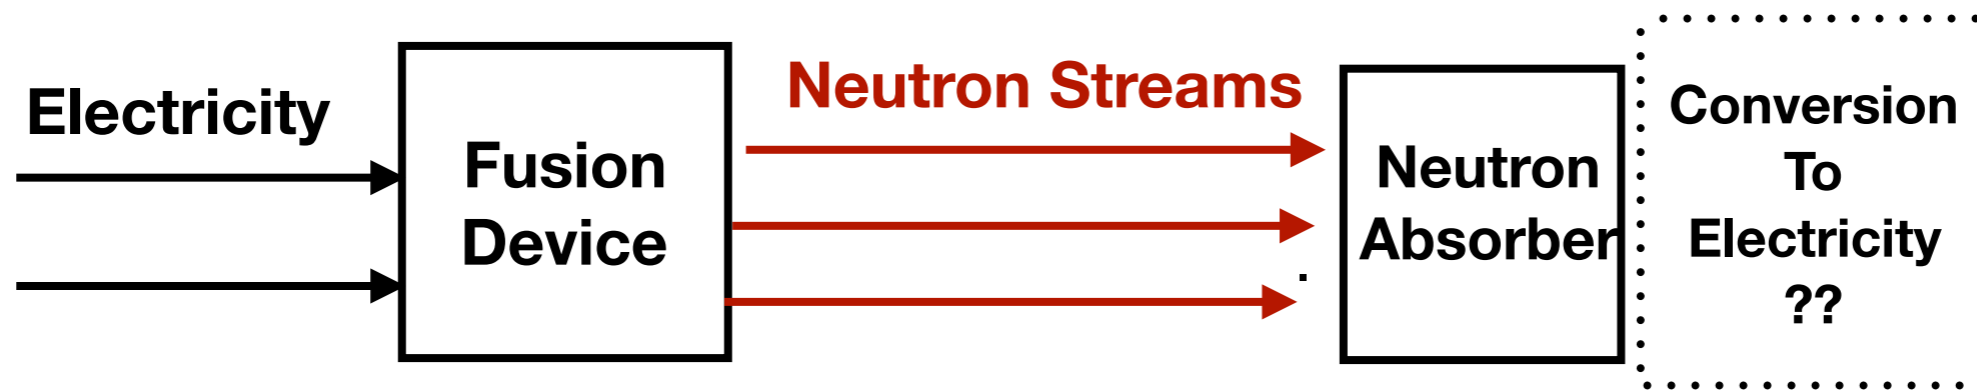 Electricity
Fusion
Device
Neutron Streams
Neutron
Absorber
Conversion
To
Electricity
??